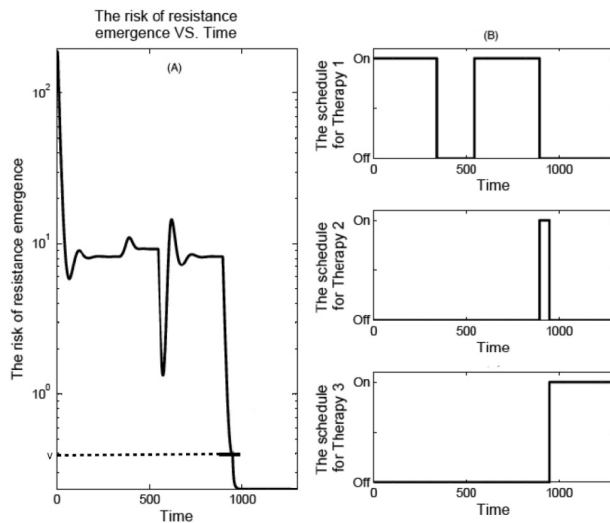 The risk of resistance
emergence VS. Time
(A)
The risk of resistance emergence
10²
10¹
10⁰
v
0 500 1000
Time
(B)
The schedule
for Therapy 1
On
Off
0 500 1000
Time
The schedule
for Therapy 2
On
Off
0 500 1000
Time
The schedule
for Therapy 3
On
Off
0 500 1000
Time